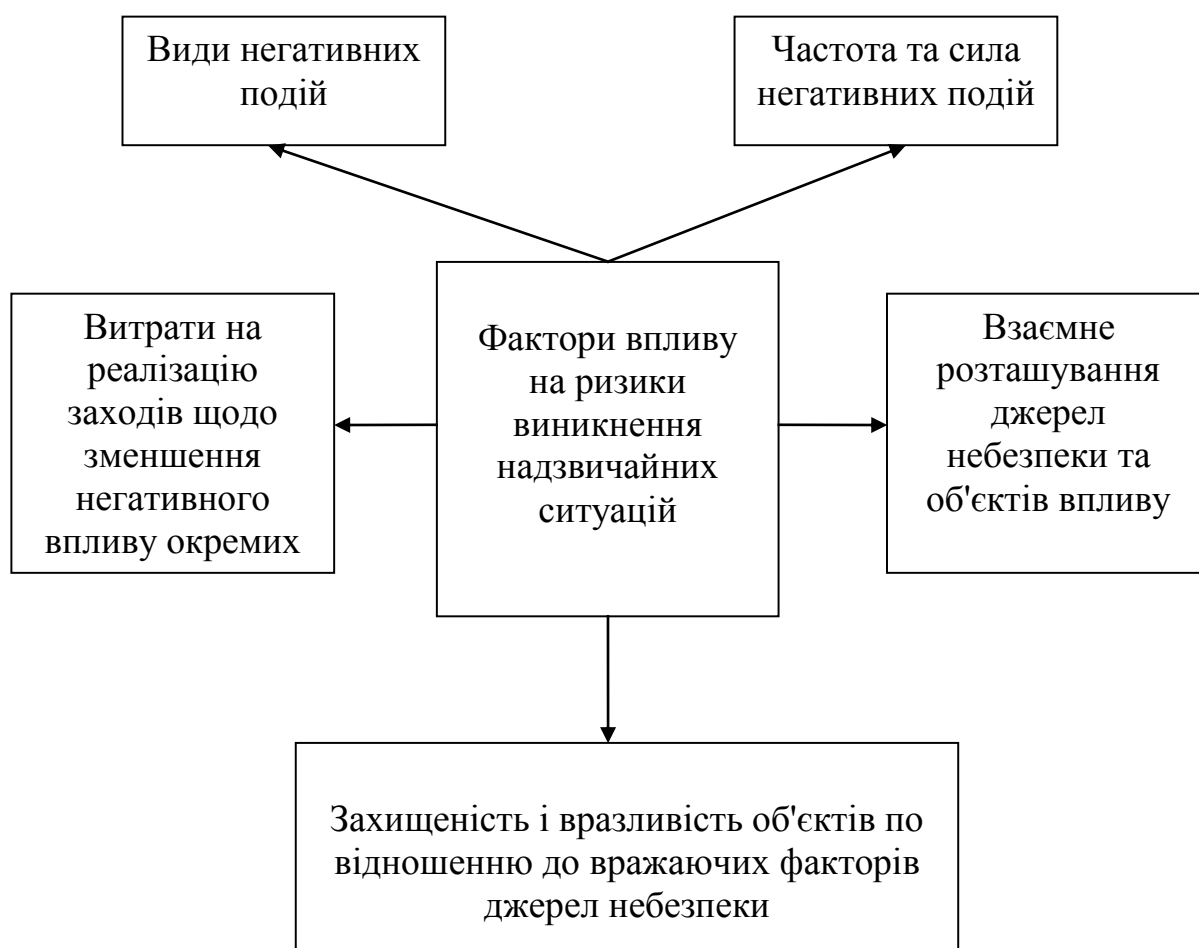 Види негативних
подій
Частота та сила
негативних подій
Витрати на
реалізацію
заходів щодо
зменшення
негативного
впливу окремих
Фактори впливу
на ризики
виникнення
надзвичайних
ситуацій
Взаємне
розташування
джерел
небезпеки та
об'єктів впливу
Захищеність і вразливість об'єктів по
відношенню до вражаючих факторів
джерел небезпеки